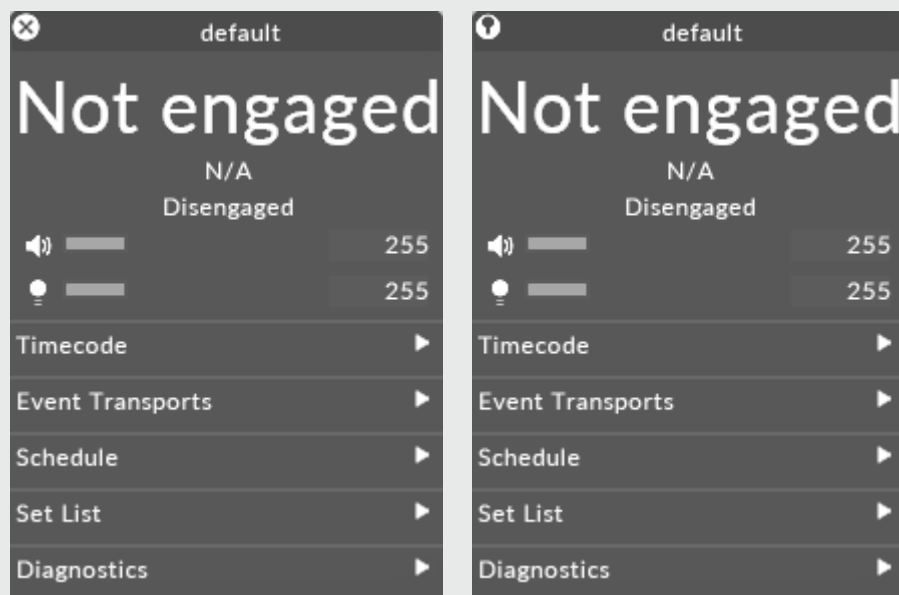 default
Not engaged
N/A
Disengaged
255
255
Timecode
Event Transports
Schedule
Set List
Diagnostics
default
Not engaged
N/A
Disengaged
255
255
Timecode
Event Transports
Schedule
Set List
Diagnostics